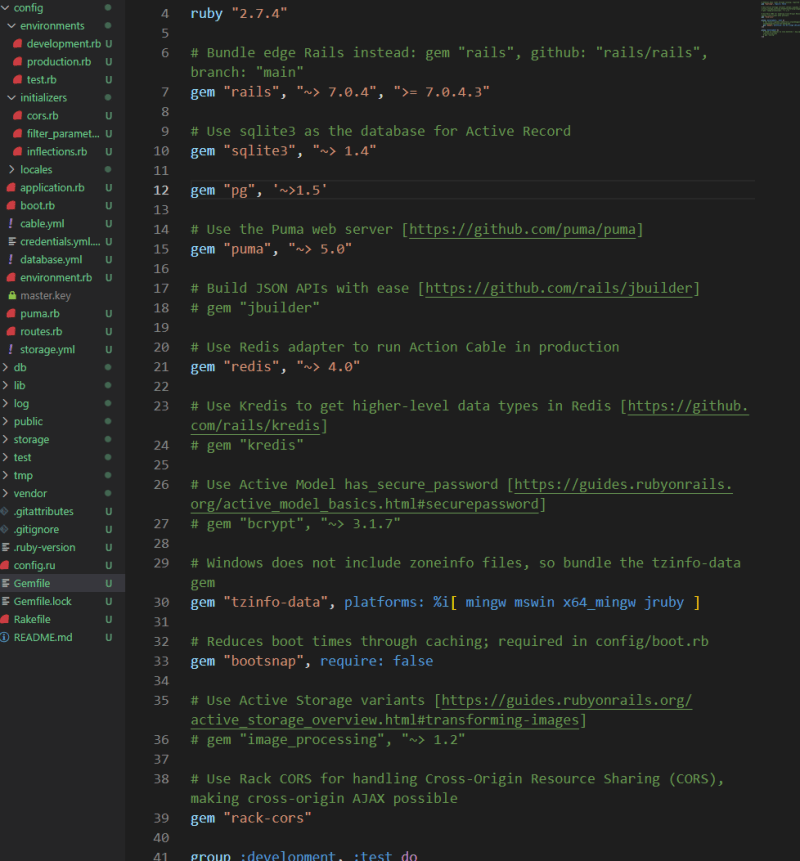 config
environments
development.rb U
production.rb U
test.rb U
initializers
cors.rb U
filter_paramet... U
inflections.rb U
locales
application.rb U
boot.rb U
cable.yml U
credentials.yml.... U
database.yml U
environment.rb U
master.key
puma.rb U
routes.rb U
storage.yml U
db
lib
log
public
storage
test
tmp
vendor
.gitattributes U
.gitignore U
.ruby-version U
config.ru U
Gemfile U
Gemfile.lock U
Rakefile U
README.md U
4 ruby "2.7.4"
5
6 # Bundle edge Rails instead: gem "rails", github: "rails/rails",
branch: "main"
7 gem "rails", "~> 7.0.4", ">= 7.0.4.3"
8
9 # Use sqlite3 as the database for Active Record
10 gem "sqlite3", "~> 1.4"
11
12 gem "pg", '~>1.5'
13
14 # Use the Puma web server [https://github.com/puma/puma]
15 gem "puma", "~> 5.0"
16
17 # Build JSON APIs with ease [https://github.com/rails/jbuilder]
18 # gem "jbuilder"
19
20 # Use Redis adapter to run Action Cable in production
21 gem "redis", "~> 4.0"
22
23 # Use Kredis to get higher-level data types in Redis [https://github.
com/rails/kredis]
24 # gem "kredis"
25
26 # Use Active Model has_secure_password [https://guides.rubyonrails.
org/active_model_basics.html#securepassword]
27 # gem "bcrypt", "~> 3.1.7"
28
29 # Windows does not include zoneinfo files, so bundle the tzinfo-data
gem
30 gem "tzinfo-data", platforms: %i[ mingw mswin x64_mingw jruby ]
31
32 # Reduces boot times through caching; required in config/boot.rb
33 gem "bootsnap", require: false
34
35 # Use Active Storage variants [https://guides.rubyonrails.org/
active_storage_overview.html#transforming-images]
36 # gem "image_processing", "~> 1.2"
37
38 # Use Rack CORS for handling Cross-Origin Resource Sharing (CORS),
making cross-origin AJAX possible
39 gem "rack-cors"
40
41 group :development, :test do